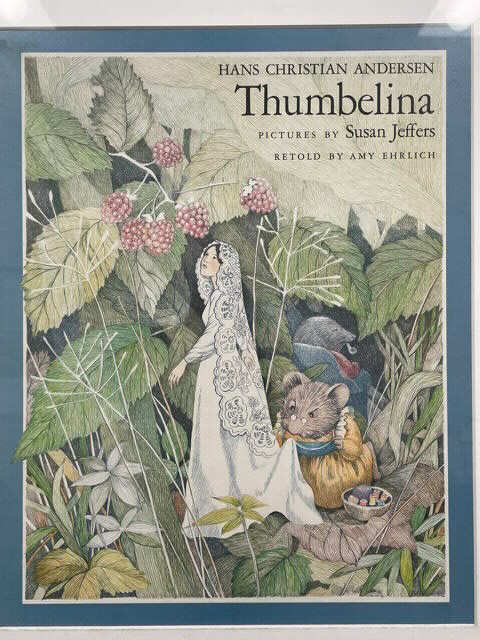 HANS CHRISTIAN ANDERSEN
Thumbelina
PICTURES BY Susan Jeffers
RETOLD BY AMY EHRLICH